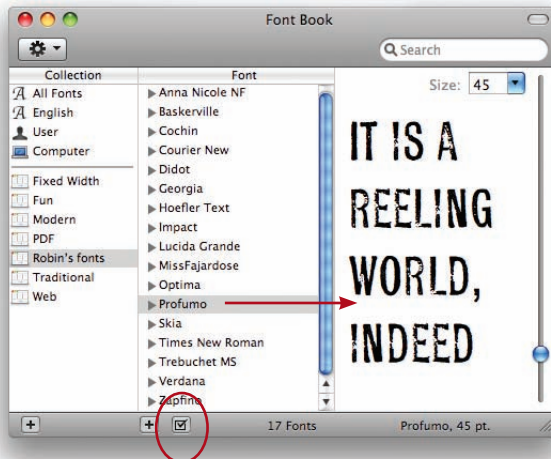 Font Book
Search
Collection
All Fonts
English
User
Computer
Fixed Width
Fun
Modern
PDF
Robin's fonts
Traditional
Web
Font
Anna Nicole NF
Baskerville
Cochin
Courier New
Didot
Georgia
Hoefler Text
Impact
Lucida Grande
MissFajardose
Optima
Profumo
Skia
Times New Roman
Trebuchet MS
Verdana
Zapfino
Size: 45
IT IS A
REELING
WORLD,
INDEED
17 Fonts
Profumo, 45 pt.